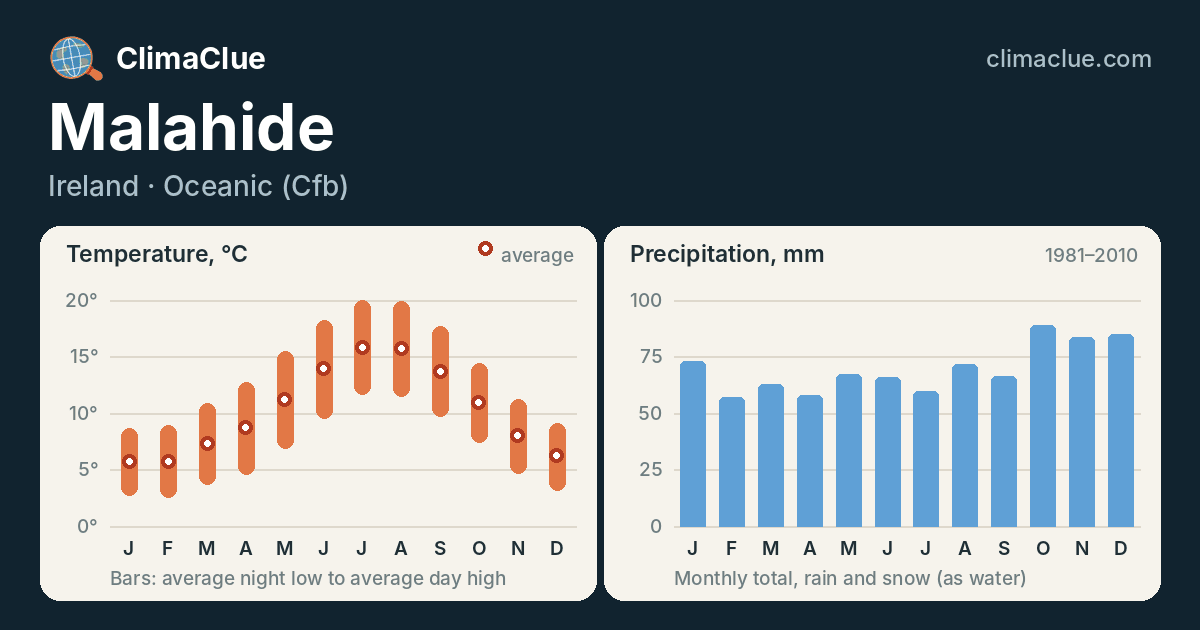 ClimaClue
climaclue.com
Malahide
Ireland · Oceanic (Cfb)
Temperature, °C
average
20°
15°
10°
5°
0°
J F M A M J J A S O N D
Bars: average night low to average day high
Precipitation, mm
1981–2010
100
75
50
25
0
J F M A M J J A S O N D
Monthly total, rain and snow (as water)